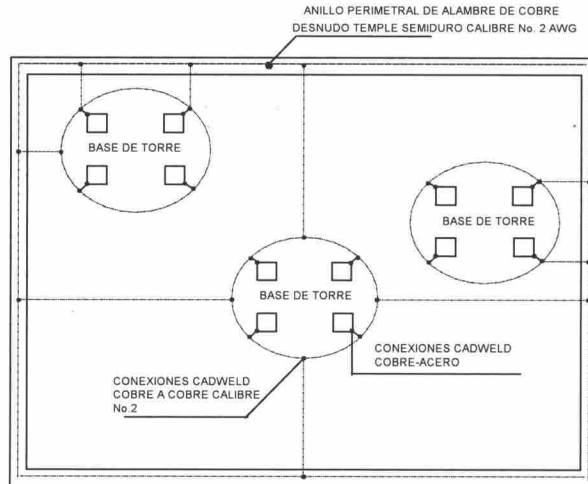 ANILLO PERIMETRAL DE ALAMBRE DE COBRE
DESNUDO TEMPLE SEMIDURO CALIBRE No. 2 AWG
BASE DE TORRE
BASE DE TORRE
BASE DE TORRE
CONEXIONES CADWELD
COBRE-ACERO
CONEXIONES CADWELD
COBRE A COBRE CALIBRE
No.2